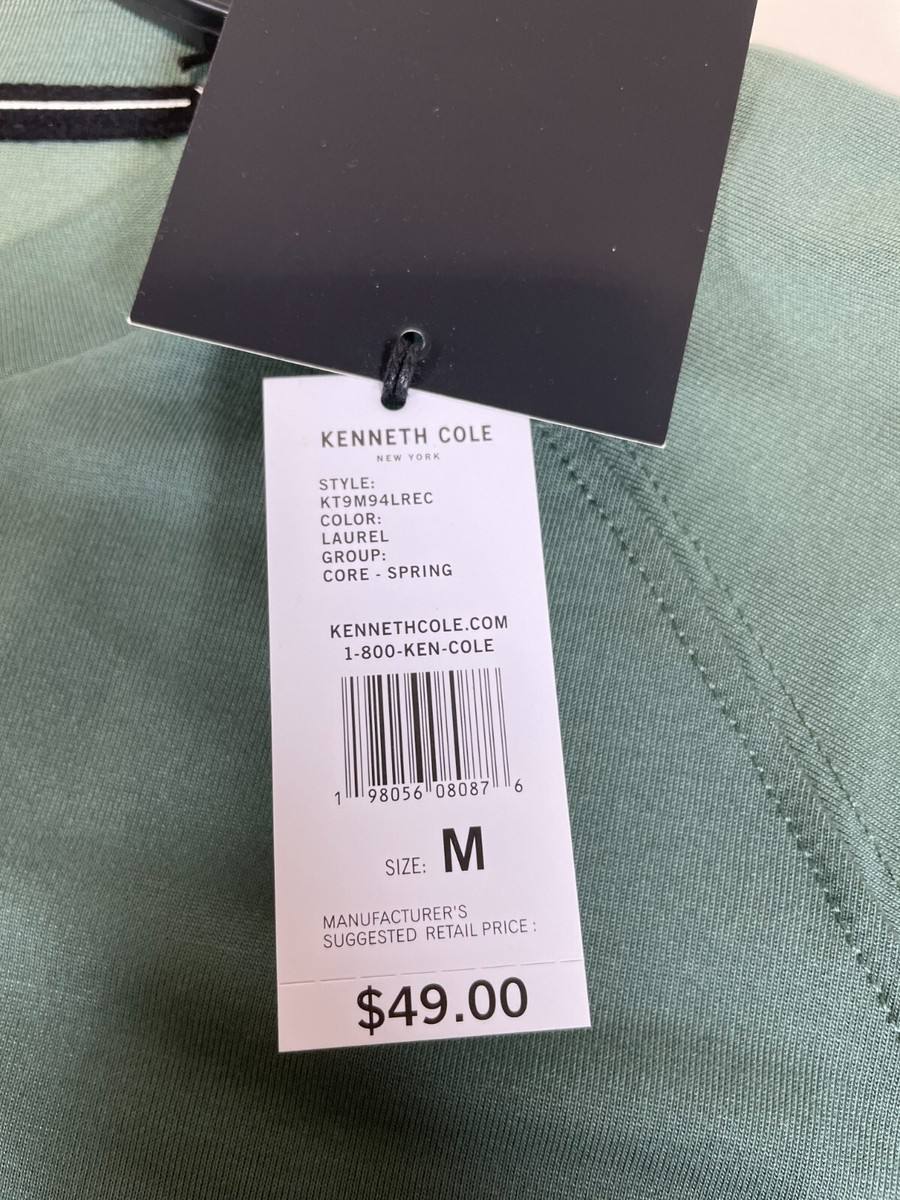 KENNETH COLE
NEW YORK
STYLE:
KT9M94LREC
COLOR:
LAUREL
GROUP:
CORE - SPRING
KENNETHCOLE.COM
1-800-KEN-COLE
1 98056 08087 6
SIZE: M
MANUFACTURER'S
SUGGESTED RETAIL PRICE :
$49.00